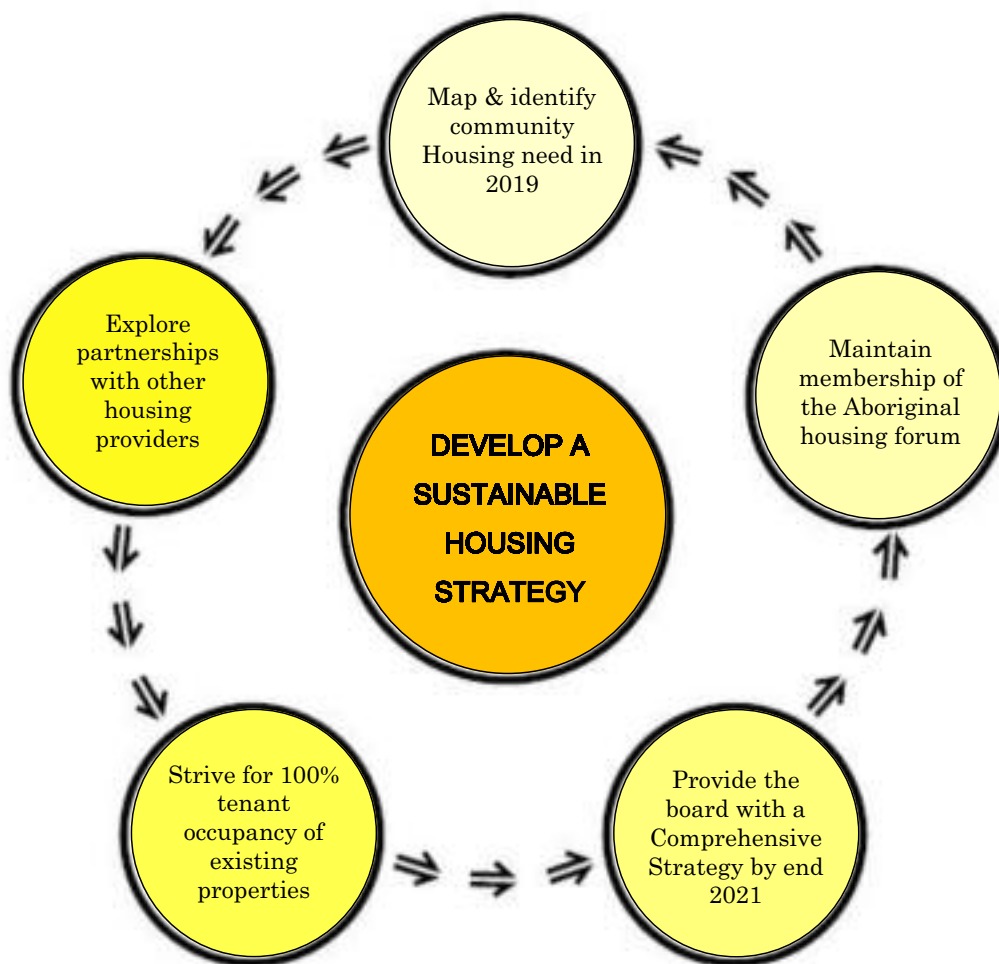 Map & identify
community
Housing need in
2019
Explore
partnerships
with other
housing
providers
Maintain
membership of
the Aboriginal
housing forum
DEVELOP A
SUSTAINABLE
HOUSING
STRATEGY
Strive for 100%
tenant
occupancy of
existing
properties
Provide the
board with a
Comprehensive
Strategy by end
2021